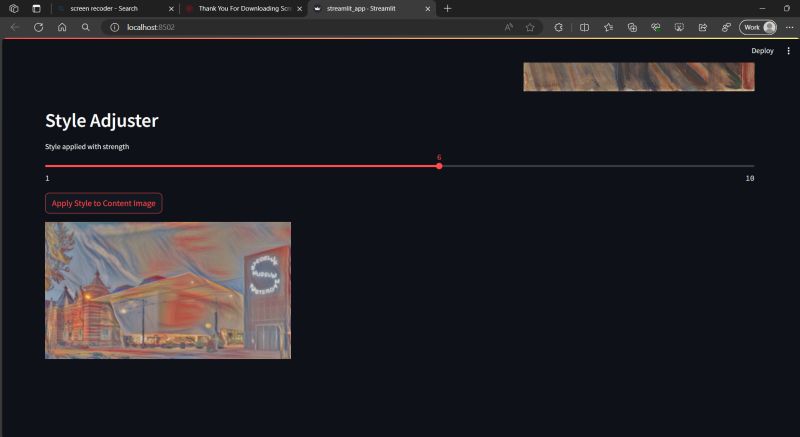 screen recoder - Search
Thank You For Downloading Scr
streamlit_app · Streamlit
localhost:8502
Work
Deploy
Style Adjuster
Style applied with strength
6
1
10
Apply Style to Content Image
MUSEUM